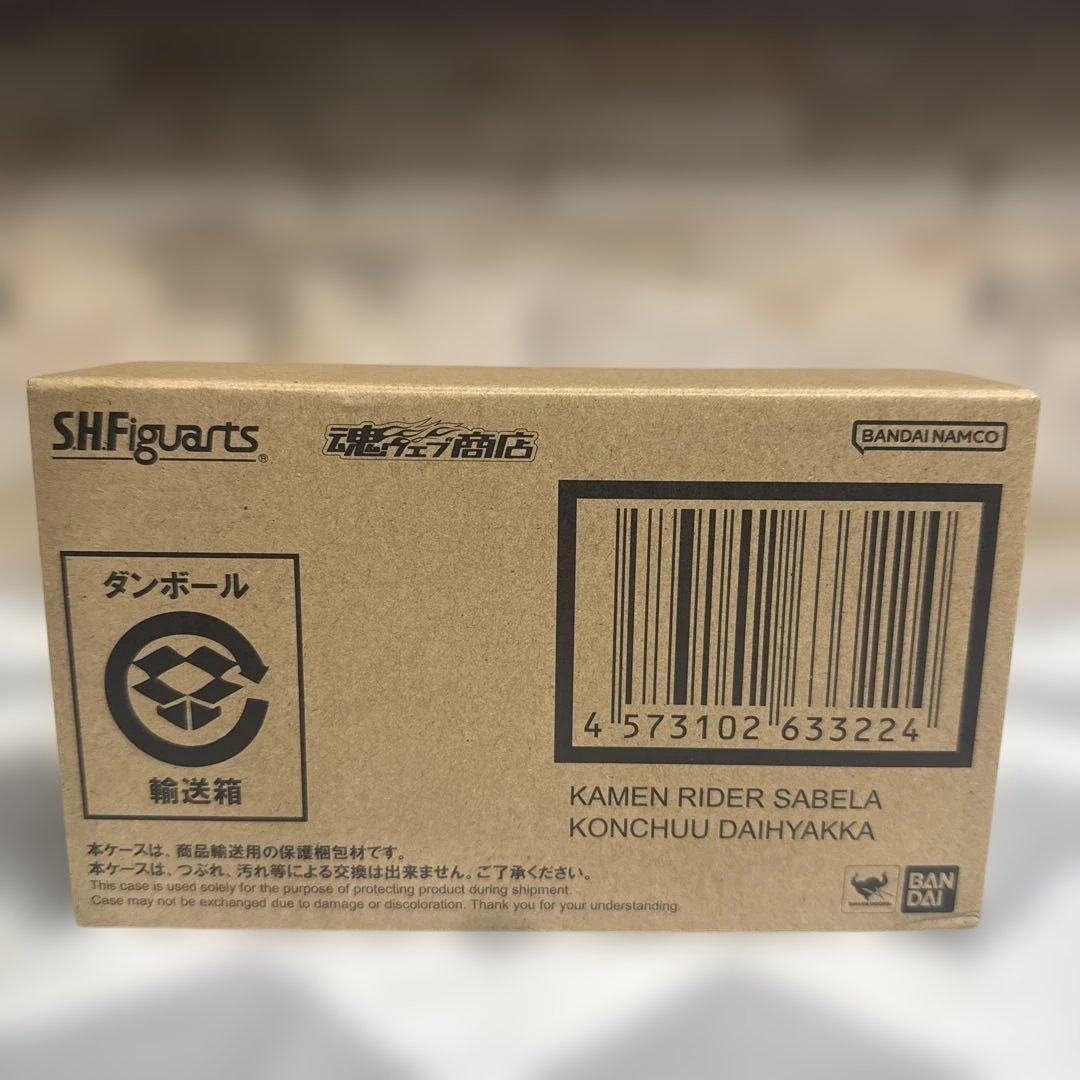 S.H.Figuarts®
魂ウェブ商店
BANDAI NAMCO
ダンボール
輸送箱
4 573102 633224
KAMEN RIDER SABELA
KONCHUU DAIHYAKKA
本ケースは、商品輸送用の保護梱包材です。
本ケースは、つぶれ、汚れ等による交換は出来ません。ご了承ください。
This case is used solely for the purpose of protecting product during shipment.
Case may not be exchanged due to damage or discoloration. Thank you for your understanding.
BAN
DAI